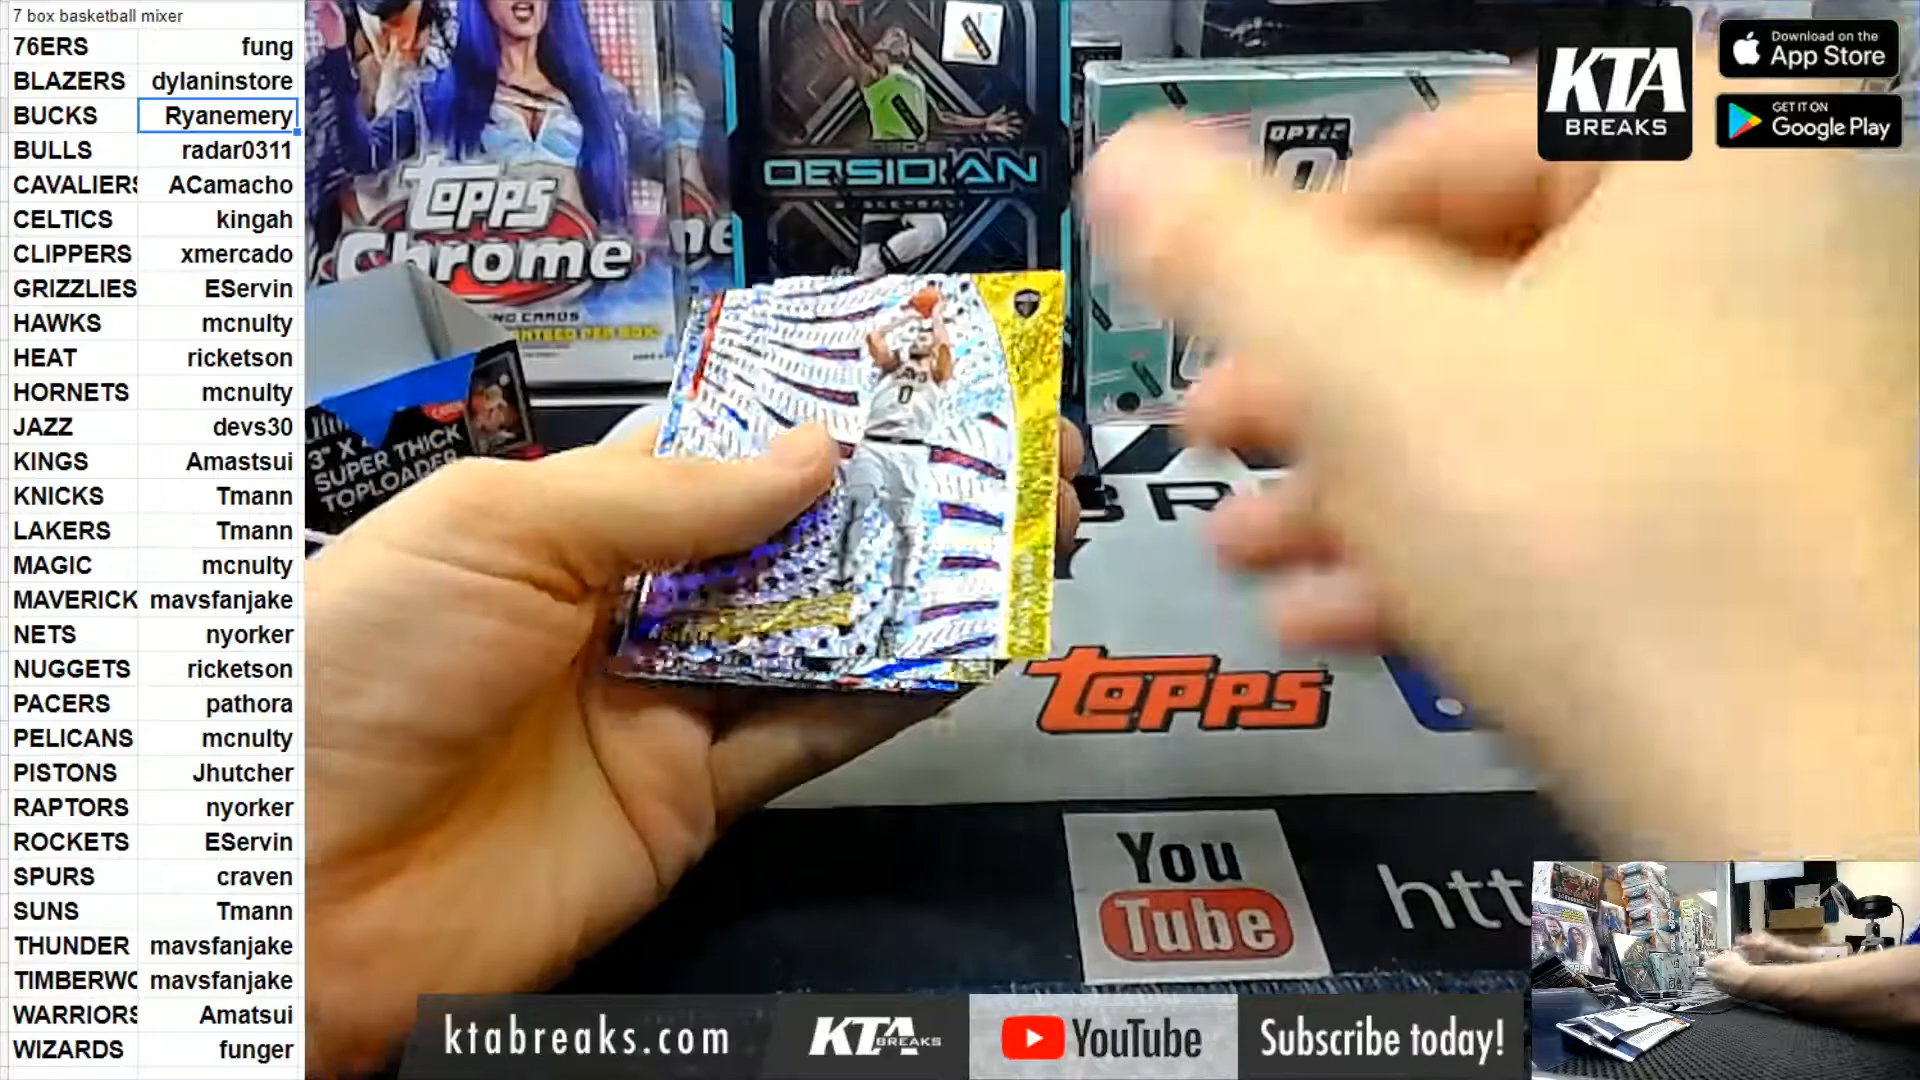 7 box basketball mixer
76ERS fung
BLAZERS dylaninstore
BUCKS Ryanemery
BULLS radar0311
CAVALIERS ACamacho
CELTICS kingah
CLIPPERS xmercado
GRIZZLIES EServin
HAWKS mcnulty
HEAT ricketson
HORNETS mcnulty
JAZZ devs30
KINGS Amastsui
KNICKS Tmann
LAKERS Tmann
MAGIC mcnulty
MAVERICK mavsfanjake
NETS nyorker
NUGGETS ricketson
PACERS pathora
PELICANS mcnulty
PISTONS Jhutcher
RAPTORS nyorker
ROCKETS EServin
SPURS craven
SUNS Tmann
THUNDER mavsfanjake
TIMBERWO mavsfanjake
WARRIORS Amatsui
WIZARDS funger
Topps
Chrome
OBSIDIAN
BASKETBALL
OPTIC
KTA
BREAKS
Download on the
App Store
GET IT ON
Google Play
3" X
SUPER THICK
TOPLOADER
0
Topps
You
Tube
htt
ktabreaks.com
KTA BREAKS
YouTube
Subscribe today!